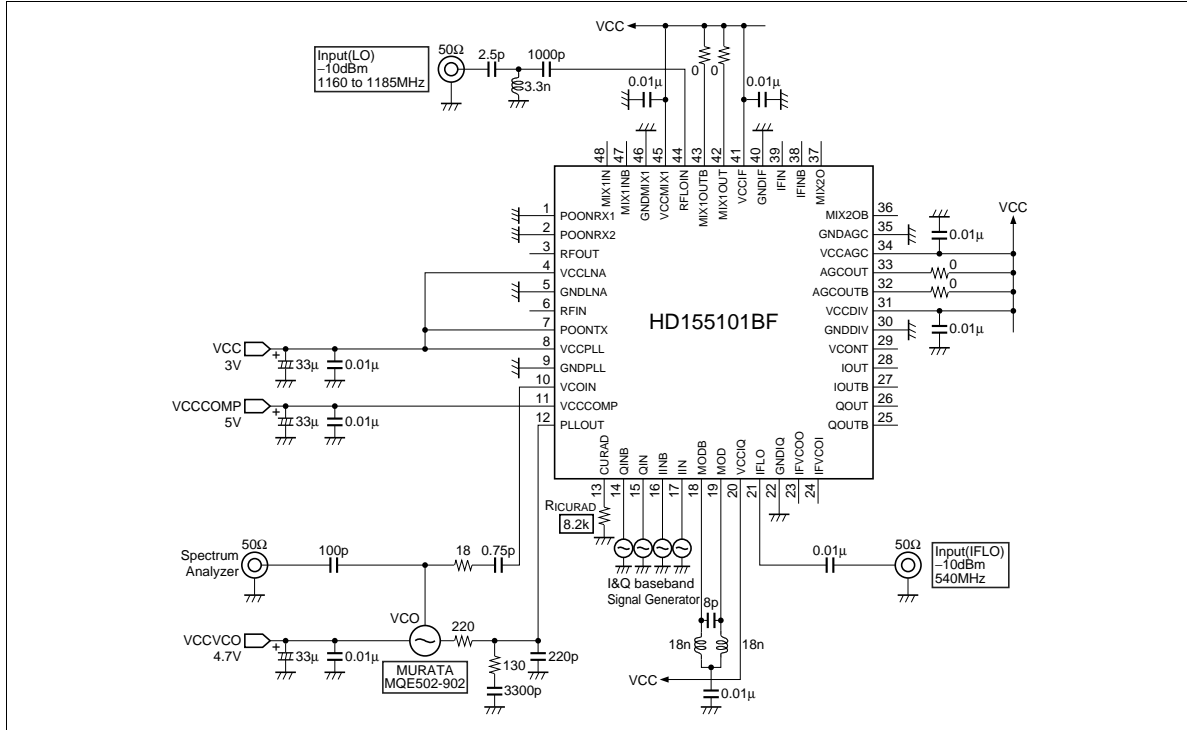 VCC
Input(LO)
–10dBm
1160 to 1185MHz
50Ω
2.5p
1000p
3.3n
0
0
0.01μ
0.01μ
48
47
46
45
44
43
42
41
40
39
38
37
MIX1IN
MIX1INB
GNDMIX1
VCCMIX1
RFLOIN
MIX1OUTB
MIX1OUT
VCCIF
GNDIF
IFIN
IFINB
MIX2O
1 POONRX1
2 POONRX2
3 RFOUT
4 VCCLNA
5 GNDLNA
6 RFIN
7 POONTX
8 VCCPLL
9 GNDPLL
10 VCOIN
11 VCCCOMP
12 PLLOUT
HD155101BF
MIX2OB 36
GNDAGC 35
VCCAGC 34
AGCOUT 33
AGCOUTB 32
VCCDIV 31
GNDDIV 30
VCONT 29
IOUT 28
IOUTB 27
QOUT 26
QOUTB 25
VCC
0.01μ
0
0
0.01μ
VCC
3V
+
33μ
0.01μ
VCCCOMP
5V
+
33μ
0.01μ
CURAD
QINB
QIN
IINB
IIN
MODB
MOD
VCCIQ
IFLO
GNDIQ
IFVCOO
IFVCOI
13
14
15
16
17
18
19
20
21
22
23
24
RICURAD
8.2k
I&Q baseband
Signal Generator
8p
18n
18n
VCC
0.01μ
0.01μ
50Ω
Input(IFLO)
–10dBm
540MHz
Spectrum
Analyzer
50Ω
100p
18
0.75p
VCO
220
VCCVCO
4.7V
+
33μ
0.01μ
MURATA
MQE502-902
130
3300p
220p